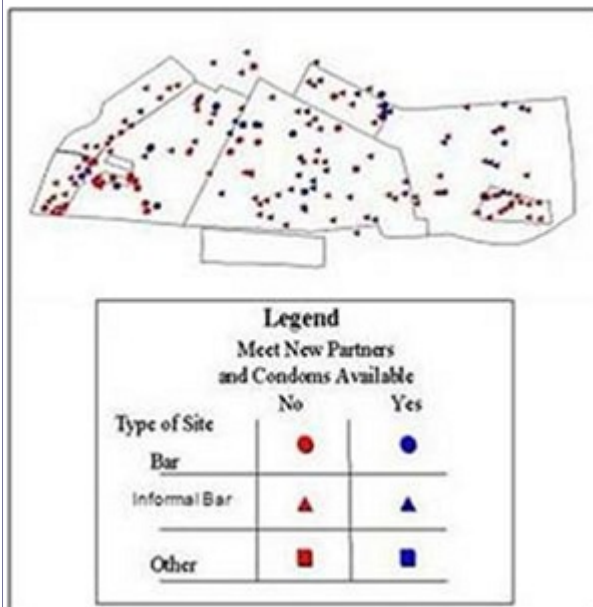 Legend
Meet New Partners
and Condoms Available
No Yes
Type of Site
Bar
Informal Bar
Other